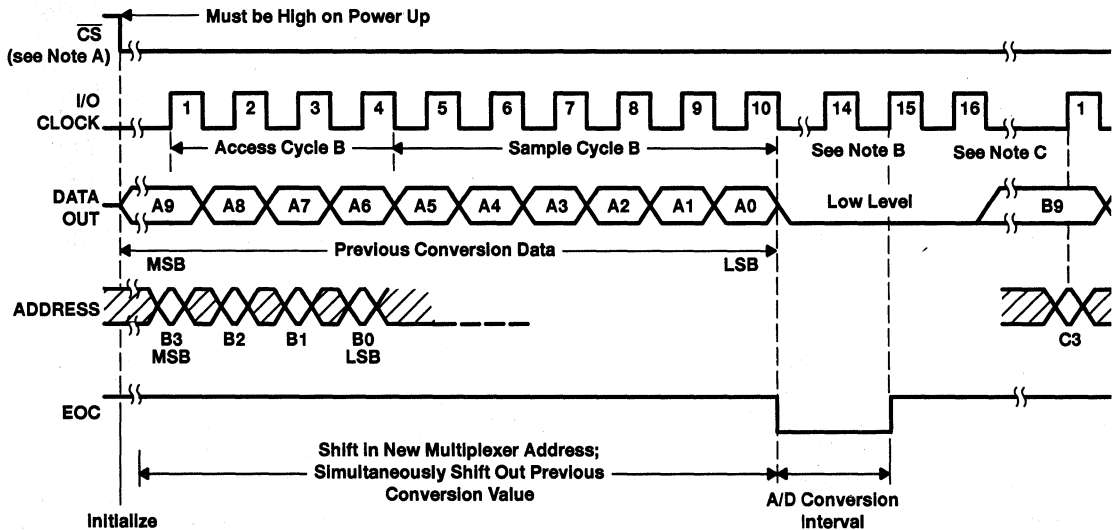 Must be High on Power Up
CS
(see Note A)
I/O
CLOCK
1 2 3 4 5 6 7 8 9 10 14 15 16 1
Access Cycle B
Sample Cycle B
See Note B
See Note C
DATA
OUT
A9 A8 A7 A6 A5 A4 A3 A2 A1 A0
Low Level
B9
Previous Conversion Data
MSB
LSB
ADDRESS
B3 B2 B1 B0
MSB
LSB
C3
EOC
Shift in New Multiplexer Address;
Simultaneously Shift Out Previous
Conversion Value
A/D Conversion
Interval
Initialize